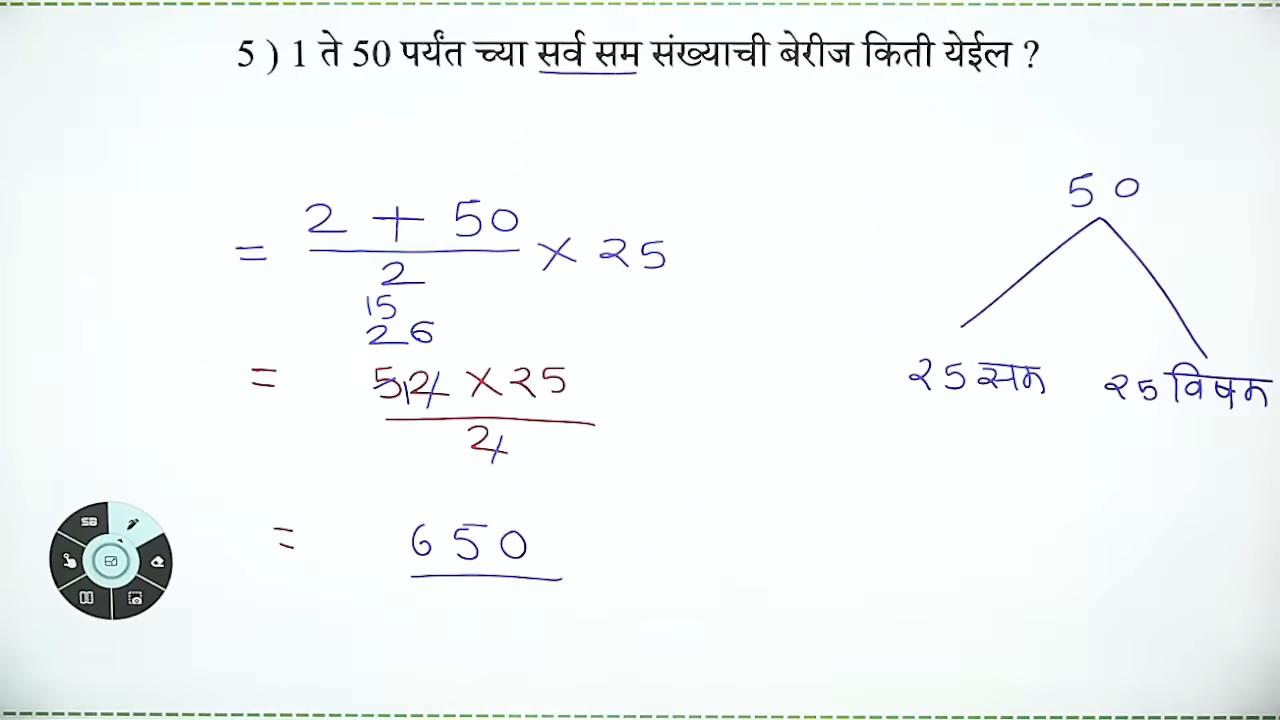 5 ) 1 ते 50 पर्यंत च्या सर्व सम संख्याची बेरीज किती येईल ?
50
2 + 50
= × 25
2
15
26
= 512 × 25
2
25 सम 25 विषम
= 650